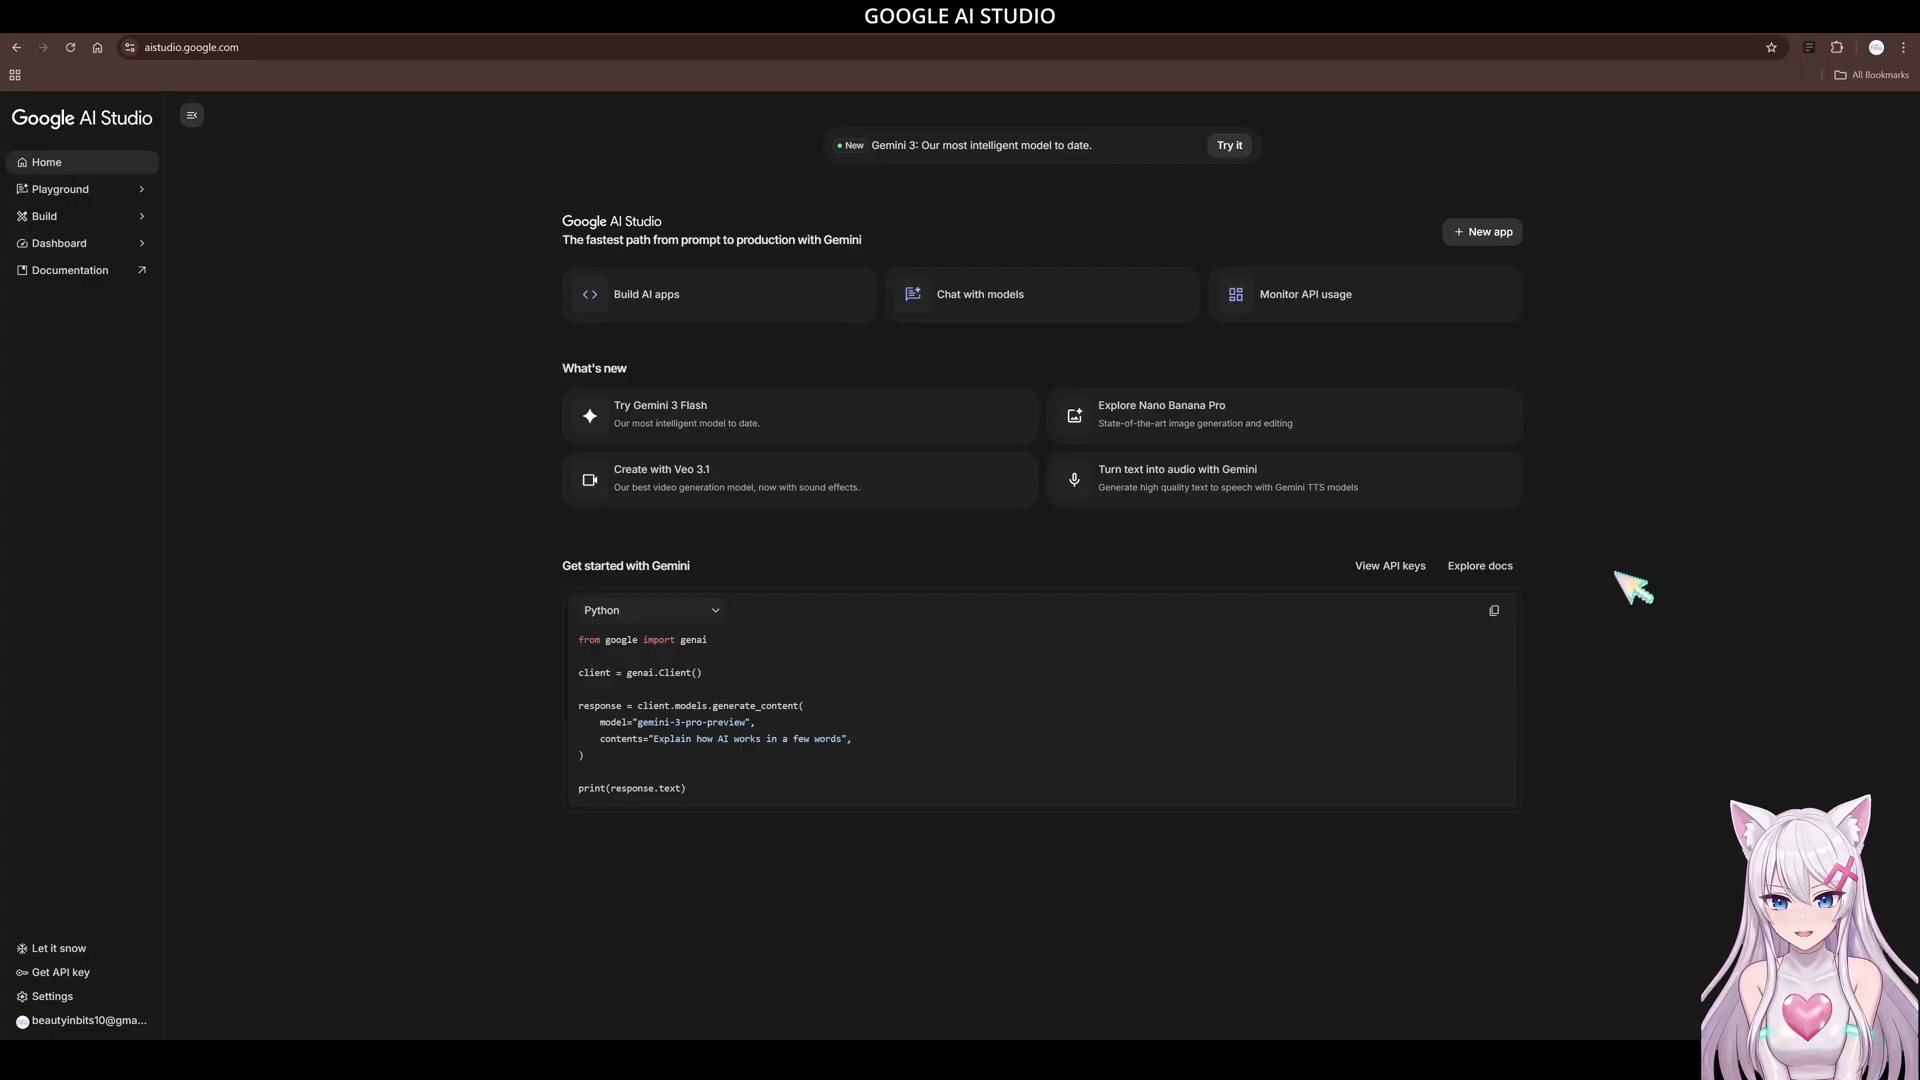 GOOGLE AI STUDIO
aistudio.google.com
All Bookmarks
Google AI Studio
Home
Playground
Build
Dashboard
Documentation
New Gemini 3: Our most intelligent model to date. Try it
Google AI Studio
The fastest path from prompt to production with Gemini
New app
Build AI apps
Chat with models
Monitor API usage
What's new
Try Gemini 3 Flash
Our most intelligent model to date.
Explore Nano Banana Pro
State-of-the-art image generation and editing
Create with Veo 3.1
Our best video generation model, now with sound effects.
Turn text into audio with Gemini
Generate high quality text to speech with Gemini TTS models
Get started with Gemini
View API keys
Explore docs
Python
from google import genai
client = genai.Client()
response = client.models.generate_content(
model="gemini-3-pro-preview",
contents="Explain how AI works in a few words",
)
print(response.text)
Let it snow
Get API key
Settings
beautyinbits10@gma...